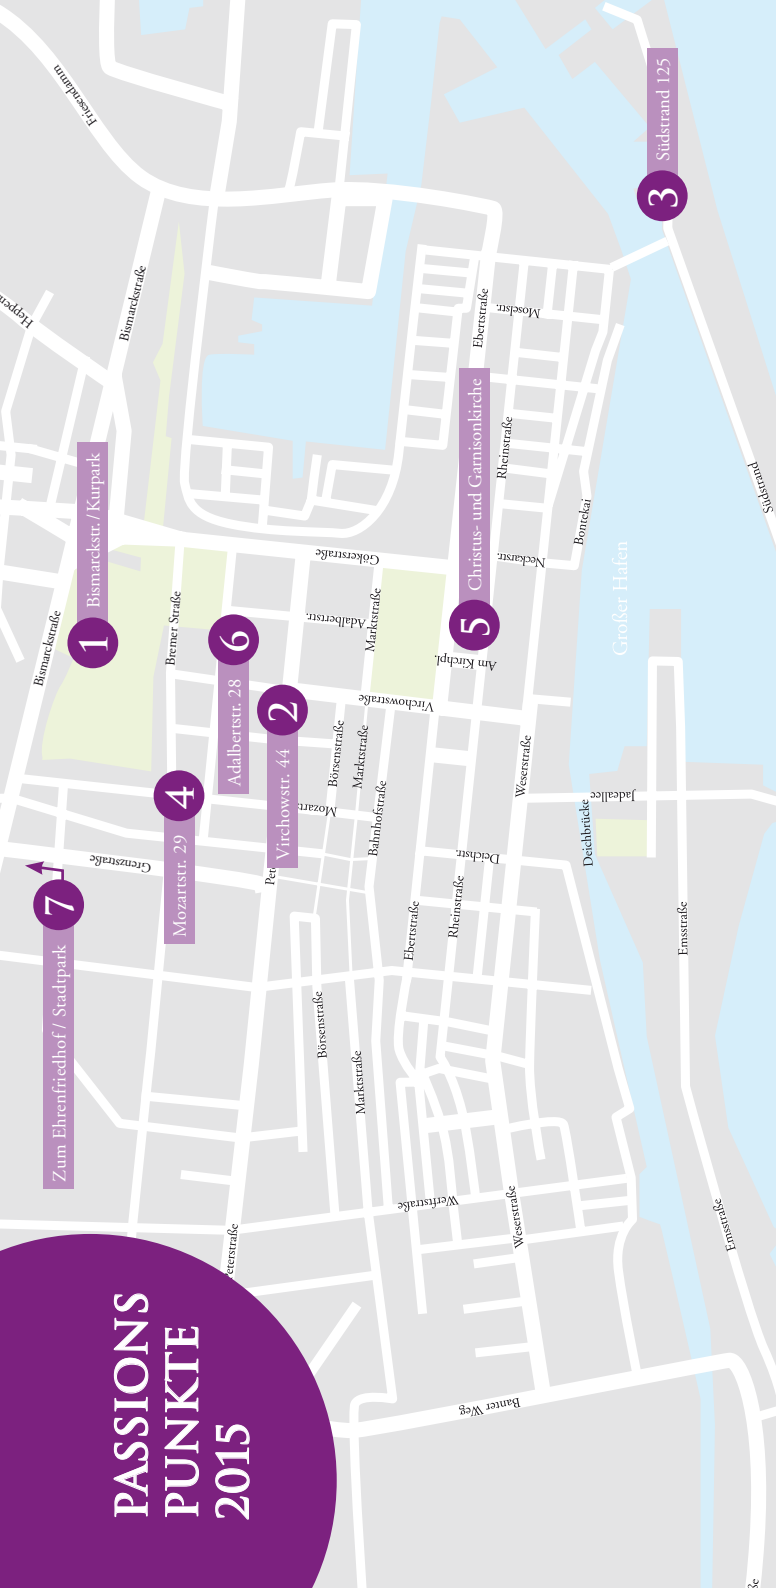 PASSIONS
PUNKTE
2015
1
Bismarckstr. / Kurpark
2
Virchowstr. 44
3
Südstrand 125
4
Mozartstr. 29
5
Christus- und Garnisonkirche
6
Adalbertstr. 28
7
Zum Ehrenfriedhof / Stadtpark
Friesendamm
Bismarckstraße
Bismarckstraße
Bremer Straße
Gökerstraße
Adalbertstr.
Marktstraße
Virchowstraße
Am Kirchpl.
Börsenstraße
Marktstraße
Bahnhofstraße
Grenzstraße
Ebertstraße
Moselstr.
Rheinstraße
Neckarstr.
Bontekai
Südstrand
Großer Hafen
Weserstraße
Jadeallee
Deichbrücke
Deichstr.
Ebertstraße
Rheinstraße
Emsstraße
Börsenstraße
Marktstraße
Werftstraße
Weserstraße
Emsstraße
Banter Weg